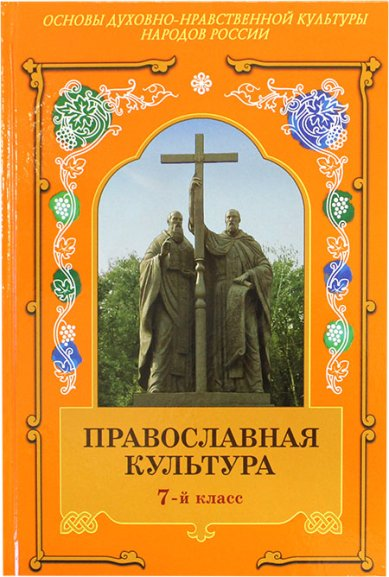 ОСНОВЫ ДУХОВНО-НРАВСТВЕННОЙ КУЛЬТУРЫ
НАРОДОВ РОССИИ
ПРАВОСЛАВНАЯ
КУЛЬТУРА
7-й класс